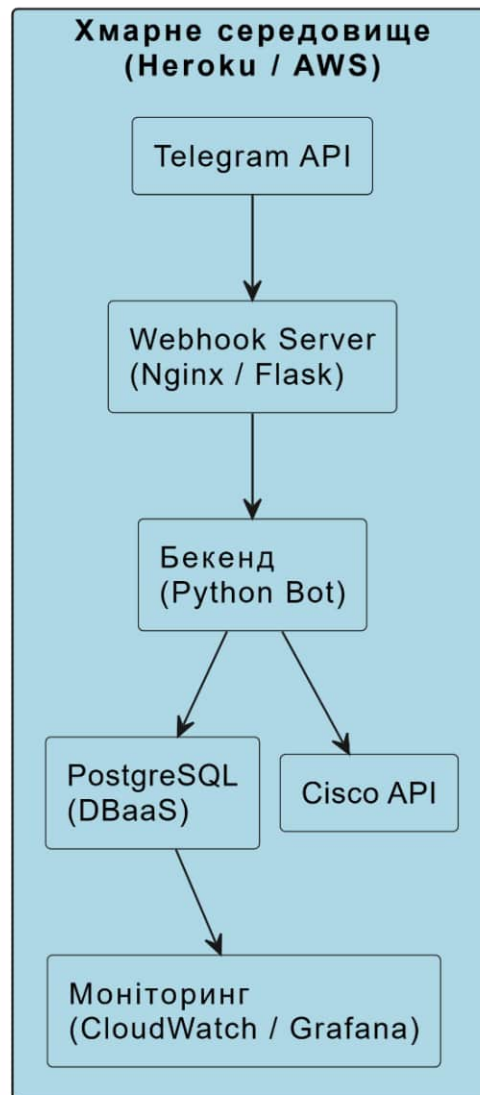 Хмарне середовище
(Heroku / AWS)
Telegram API
Webhook Server
(Nginx / Flask)
Бекенд
(Python Bot)
PostgreSQL
(DBaaS)
Cisco API
Моніторинг
(CloudWatch / Grafana)